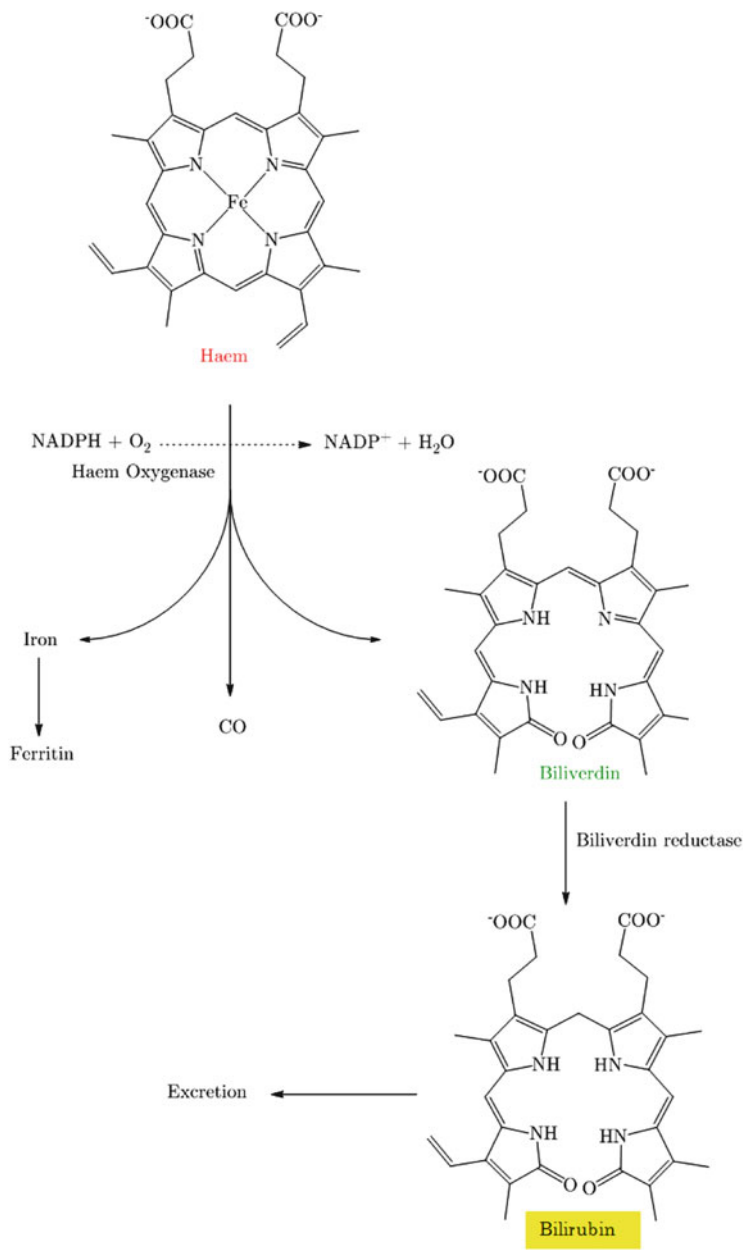 ⁻OOC COO⁻
N N
Fe
N N
Haem
NADPH + O₂ NADP⁺ + H₂O
Haem Oxygenase
⁻OOC COO⁻
NH N
Iron
NH HN
CO
O O
Ferritin
Biliverdin
Biliverdin reductase
⁻OOC COO⁻
NH HN
Excretion
NH HN
O O
Bilirubin